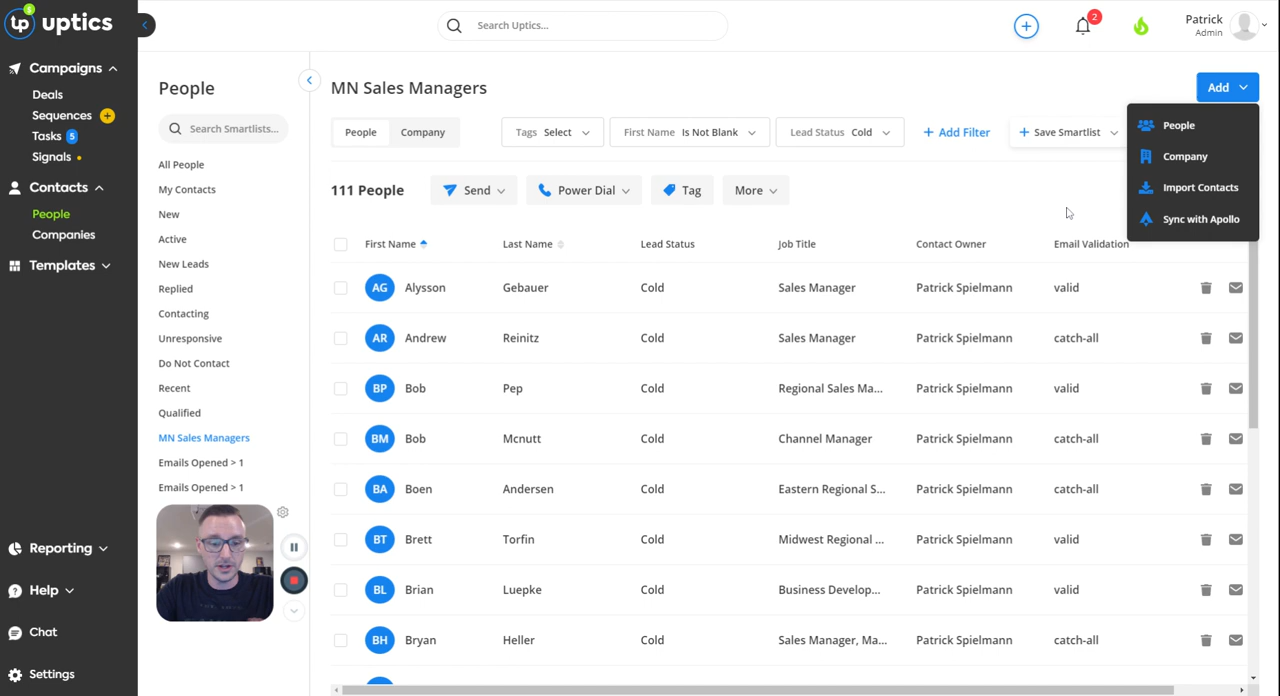 $
tp uptics
Search Uptics...
2
Patrick
Admin
Campaigns
Deals
Sequences
Tasks 5
Signals
Contacts
People
Companies
Templates
Reporting
Help
Chat
Settings
People
Search Smartlists...
All People
My Contacts
New
Active
New Leads
Replied
Contacting
Unresponsive
Do Not Contact
Recent
Qualified
MN Sales Managers
Emails Opened > 1
Emails Opened > 1
MN Sales Managers
Add
People
Company
Import Contacts
Sync with Apollo
People Company Tags Select First Name Is Not Blank Lead Status Cold + Add Filter + Save Smartlist
111 People Send Power Dial Tag More
First Name Last Name Lead Status Job Title Contact Owner Email Validation
AG Alysson Gebauer Cold Sales Manager Patrick Spielmann valid
AR Andrew Reinitz Cold Sales Manager Patrick Spielmann catch-all
BP Bob Pep Cold Regional Sales Ma... Patrick Spielmann valid
BM Bob Mcnutt Cold Channel Manager Patrick Spielmann catch-all
BA Boen Andersen Cold Eastern Regional S... Patrick Spielmann catch-all
BT Brett Torfin Cold Midwest Regional ... Patrick Spielmann valid
BL Brian Luepke Cold Business Develop... Patrick Spielmann valid
BH Bryan Heller Cold Sales Manager, Ma... Patrick Spielmann catch-all